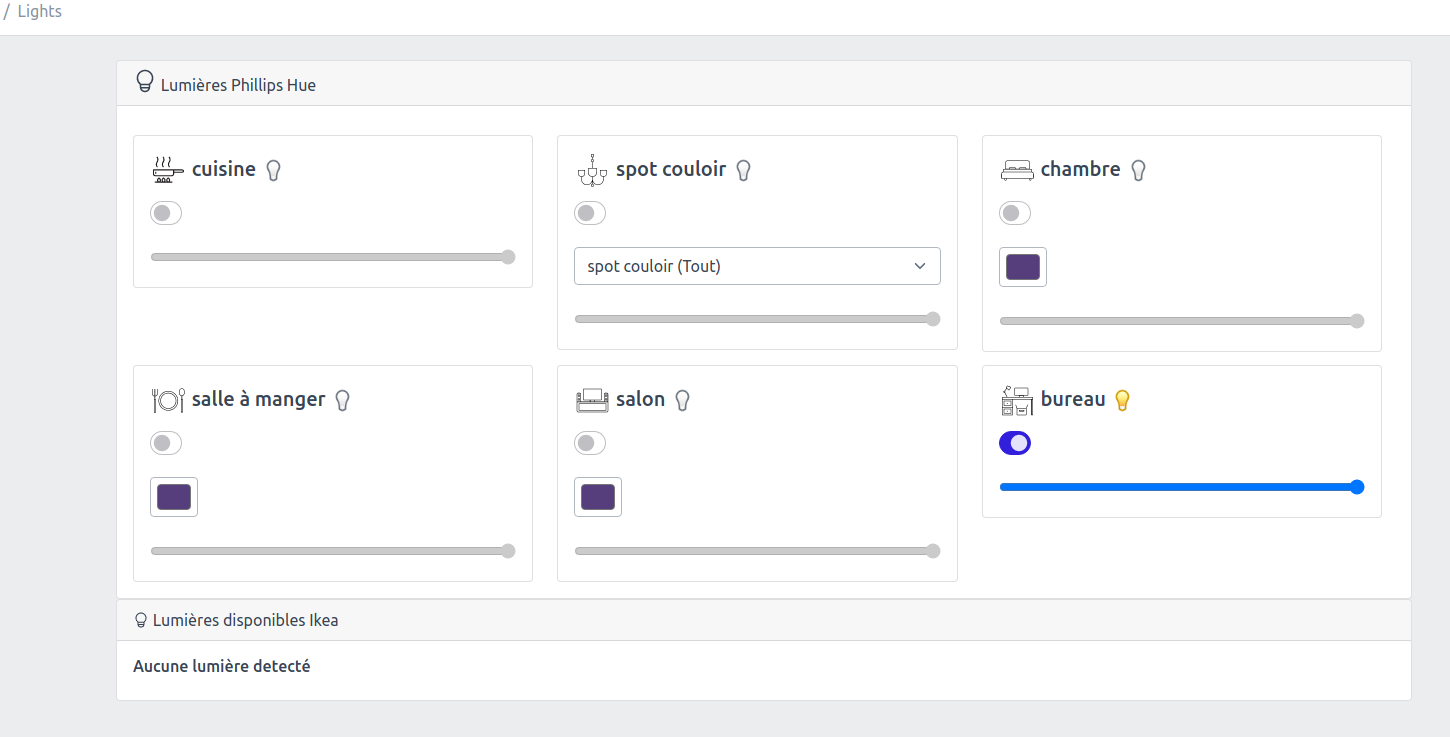 / Lights
Lumières Phillips Hue
cuisine
spot couloir
chambre
spot couloir (Tout)
salle à manger
salon
bureau
Lumières disponibles Ikea
Aucune lumière detecté